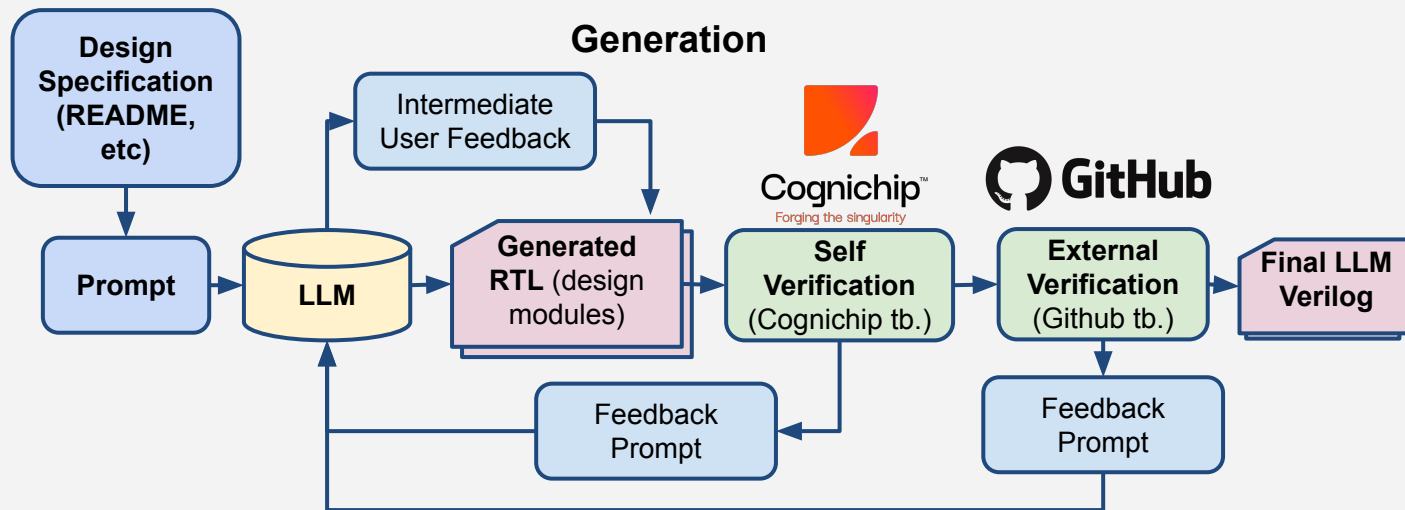 Generation
Design
Specification
(README,
etc)
Intermediate
User Feedback
Cognichip™
Forging the singularity
GitHub
Prompt
LLM
Generated
RTL (design
modules)
Self
Verification
(Cognichip tb.)
External
Verification
(Github tb.)
Final LLM
Verilog
Feedback
Prompt
Feedback
Prompt